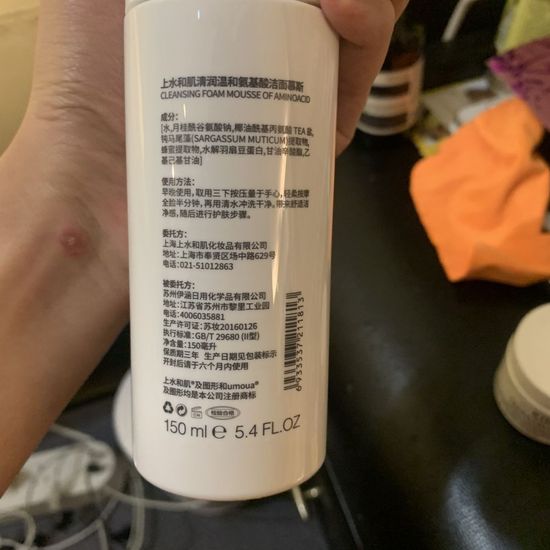 上水和肌清润温和氨基酸洁面慕斯
CLEANSING FOAM MOUSSE OF AMINOACID
成分:
[水,月桂酰谷氨酸钠,椰油酰基丙氨酸 TEA 盐,
钝马尾藻(SARGASSUM MUTICUM)提取物,
蜂蜜提取物,水解羽扇豆蛋白,甘油辛酸酯,乙
基己基甘油]
使用方法:
早晚使用，取用三下按压量于手心，轻柔按摩
全脸半分钟，再用清水冲洗干净。带来舒适洁
净感，随后进行护肤步骤。
委托方:
上海上水和肌化妆品有限公司
地址:上海市奉贤区场中路629号
电话:021-51012863
被委托方:
苏州伊涵日用化学品有限公司
地址:江苏省苏州市黎里工业园
电话:4006035881
生产许可证:苏妆20160126
执行标准:GB/T 29680 (II型)
净含量:150毫升
保质期三年 生产日期见包装标示
开封后请于六个月内使用
上水和肌®及图形和umoua®
及图形均是本公司注册商标
检验合格
150 ml ℮ 5.4 FL.OZ
6933537211813